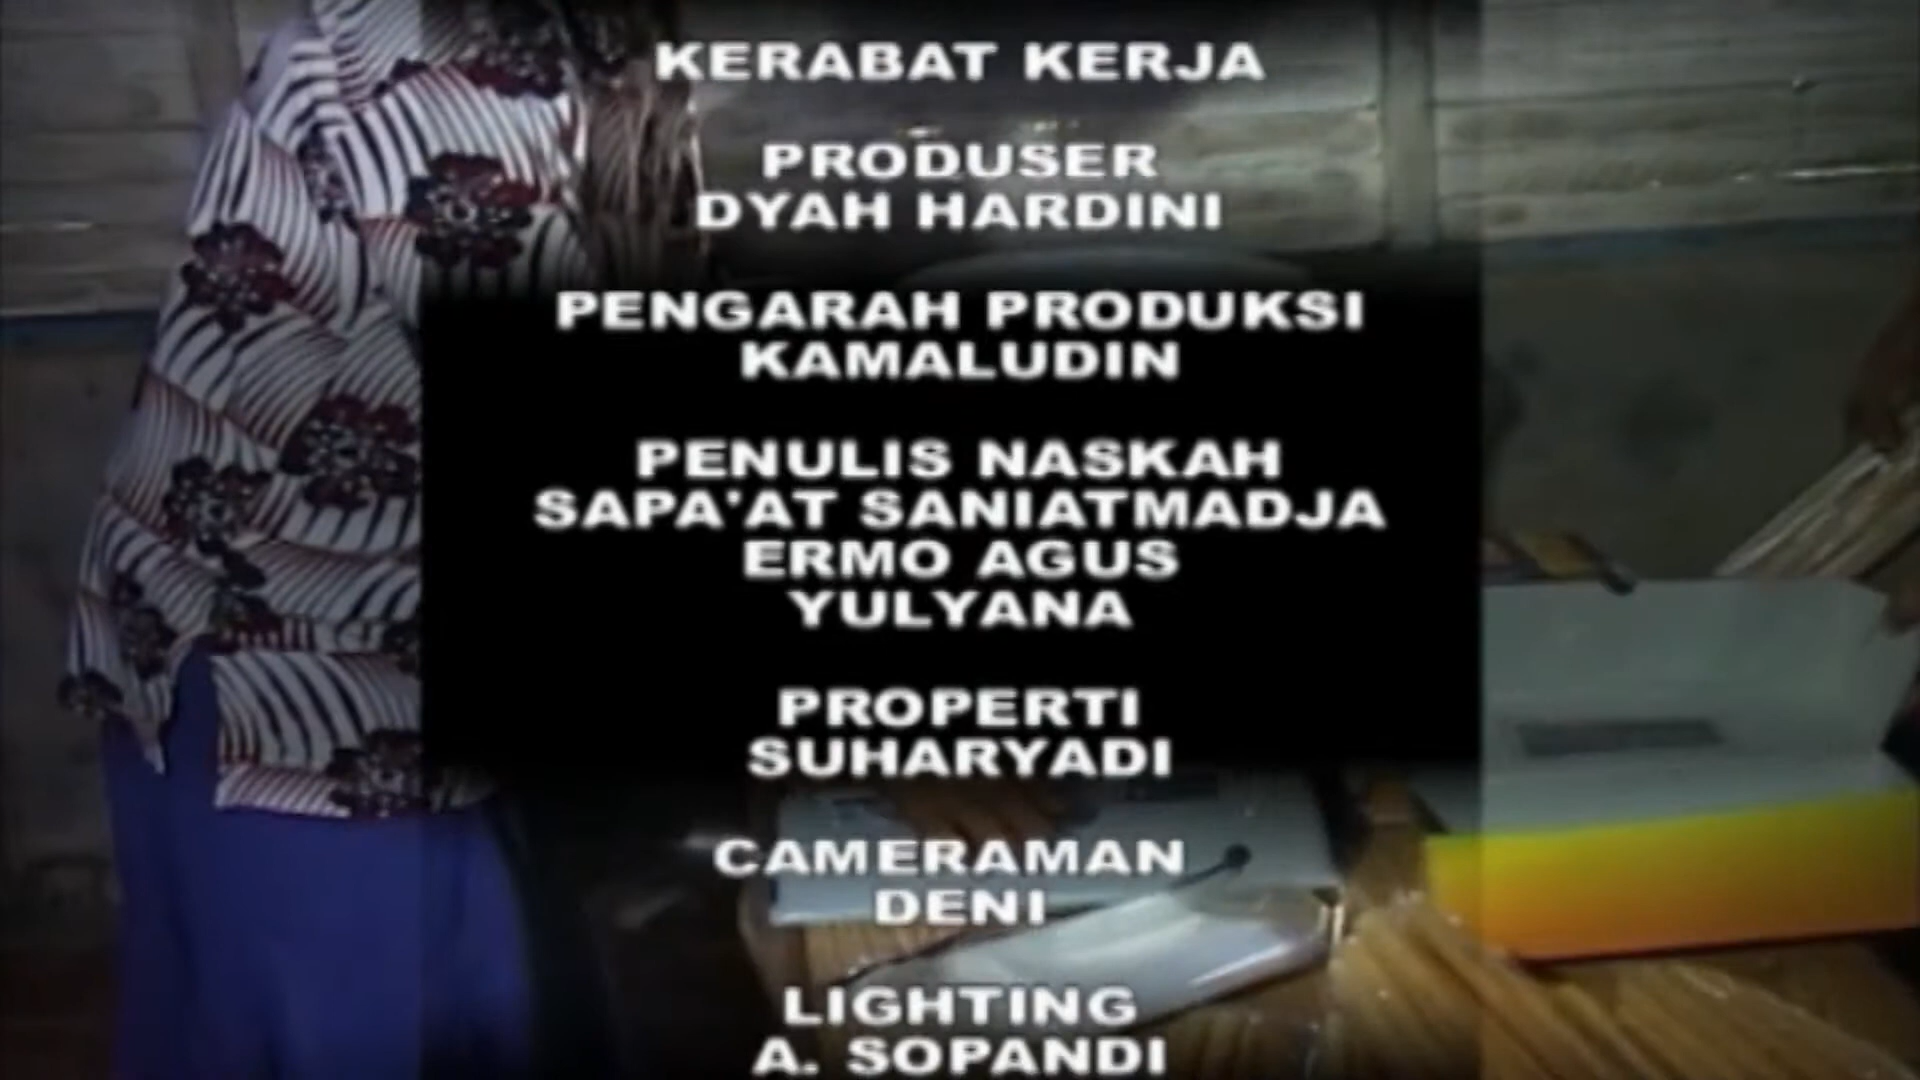 KERABAT KERJA
PRODUSER
DYAH HARDINI
PENGARAH PRODUKSI
KAMALUDIN
PENULIS NASKAH
SAPA'AT SANIATMADJA
ERMO AGUS
YULYANA
PROPERTI
SUHARYADI
CAMERAMAN
DENI
LIGHTING
A. SOPANDI